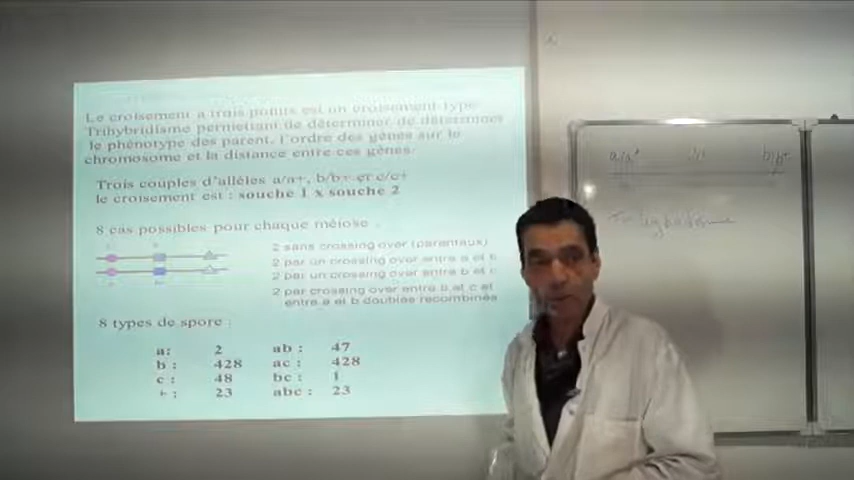 Le croisement a trois points est un croisement type
Trihybridisme permettant de déterminer de déterminer
le phénotype des parent, l'ordre des gènes sur le
chromosome et la distance entre ces gènes.
Trois couples d'allèles a/a+, b/b+ et c/c+
le croisement est : souche 1 x souche 2
8 cas possibles pour chaque méiose :
2 sans crossing over (parentaux)
2 par un crossing over entre a et b
2 par un crossing over entre b et c
2 par crossing over entre b et c et
entre a et b doubles recombinés
8 types de spore :
a: 2 ab : 47
b : 428 ac : 428
c : 48 bc : 1
+ : 23 abc : 23
a/a+ b/b+